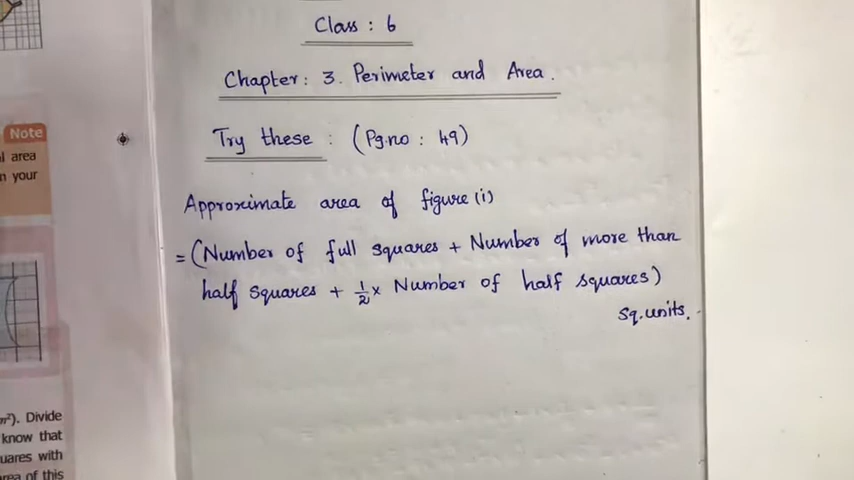 Class : 6
Chapter: 3. Perimeter and Area.
Try these : (Pg.no : 49)
Approximate area of figure (i)
= (Number of full squares + Number of more than
half squares + 1/2 x Number of half squares)
sq.units.
Note
l area
n your
m²). Divide
know that
uares with
area of this